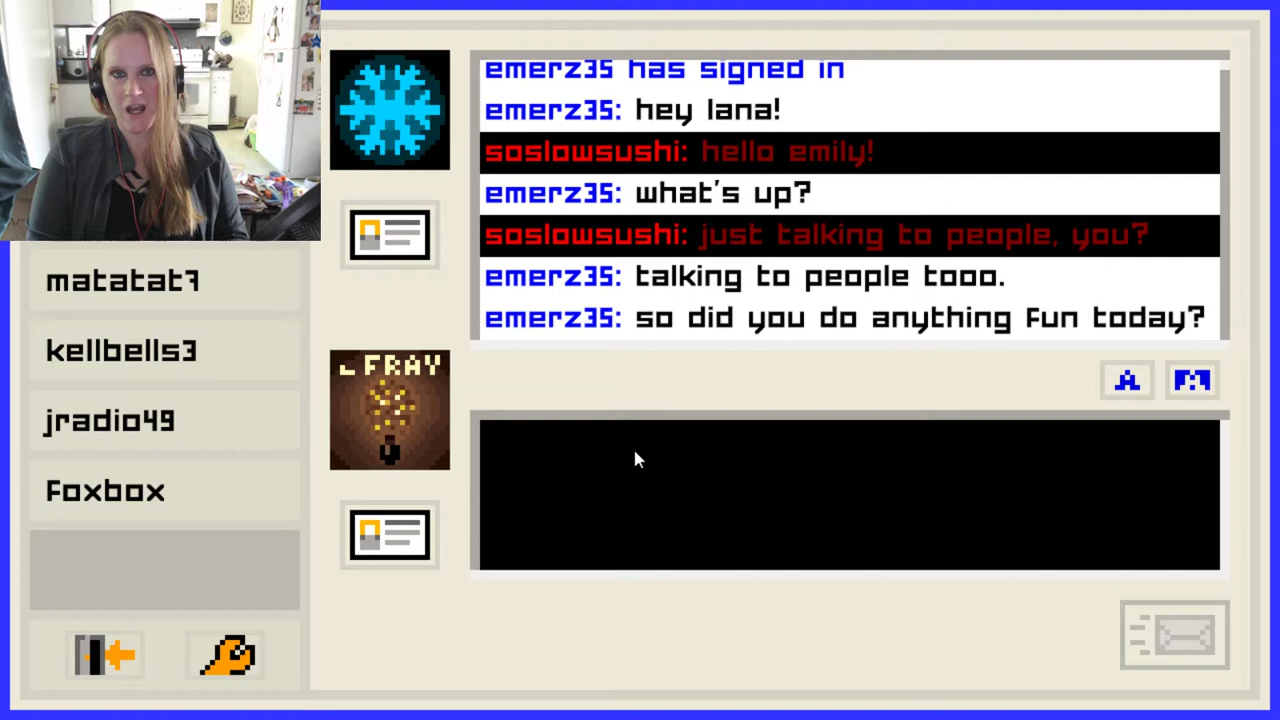 emerz35 has signed in
emerz35: hey lana!
soslowsushi: hello emily!
emerz35: what's up?
soslowsushi: just talking to people, you?
emerz35: talking to people tooo.
emerz35: so did you do anything fun today?
matatat7
kellbells3
jradio49
foxbox
FRAY
A